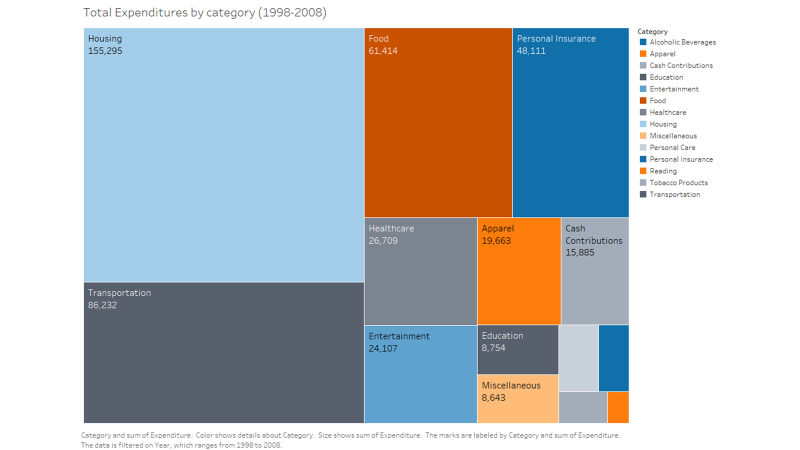 Total Expenditures by category (1998-2008)
Housing
155,295
Food
61,414
Personal Insurance
48,111
Category
Alcoholic Beverages
Apparel
Cash Contributions
Education
Entertainment
Food
Healthcare
Housing
Miscellaneous
Personal Care
Personal Insurance
Reading
Tobacco Products
Transportation
Healthcare
26,709
Apparel
19,663
Cash
Contributions
15,885
Transportation
86,232
Entertainment
24,107
Education
8,754
Miscellaneous
8,643
Category and sum of Expenditure. Color shows details about Category. Size shows sum of Expenditure. The marks are labeled by Category and sum of Expenditure.
The data is filtered on Year, which ranges from 1998 to 2008.